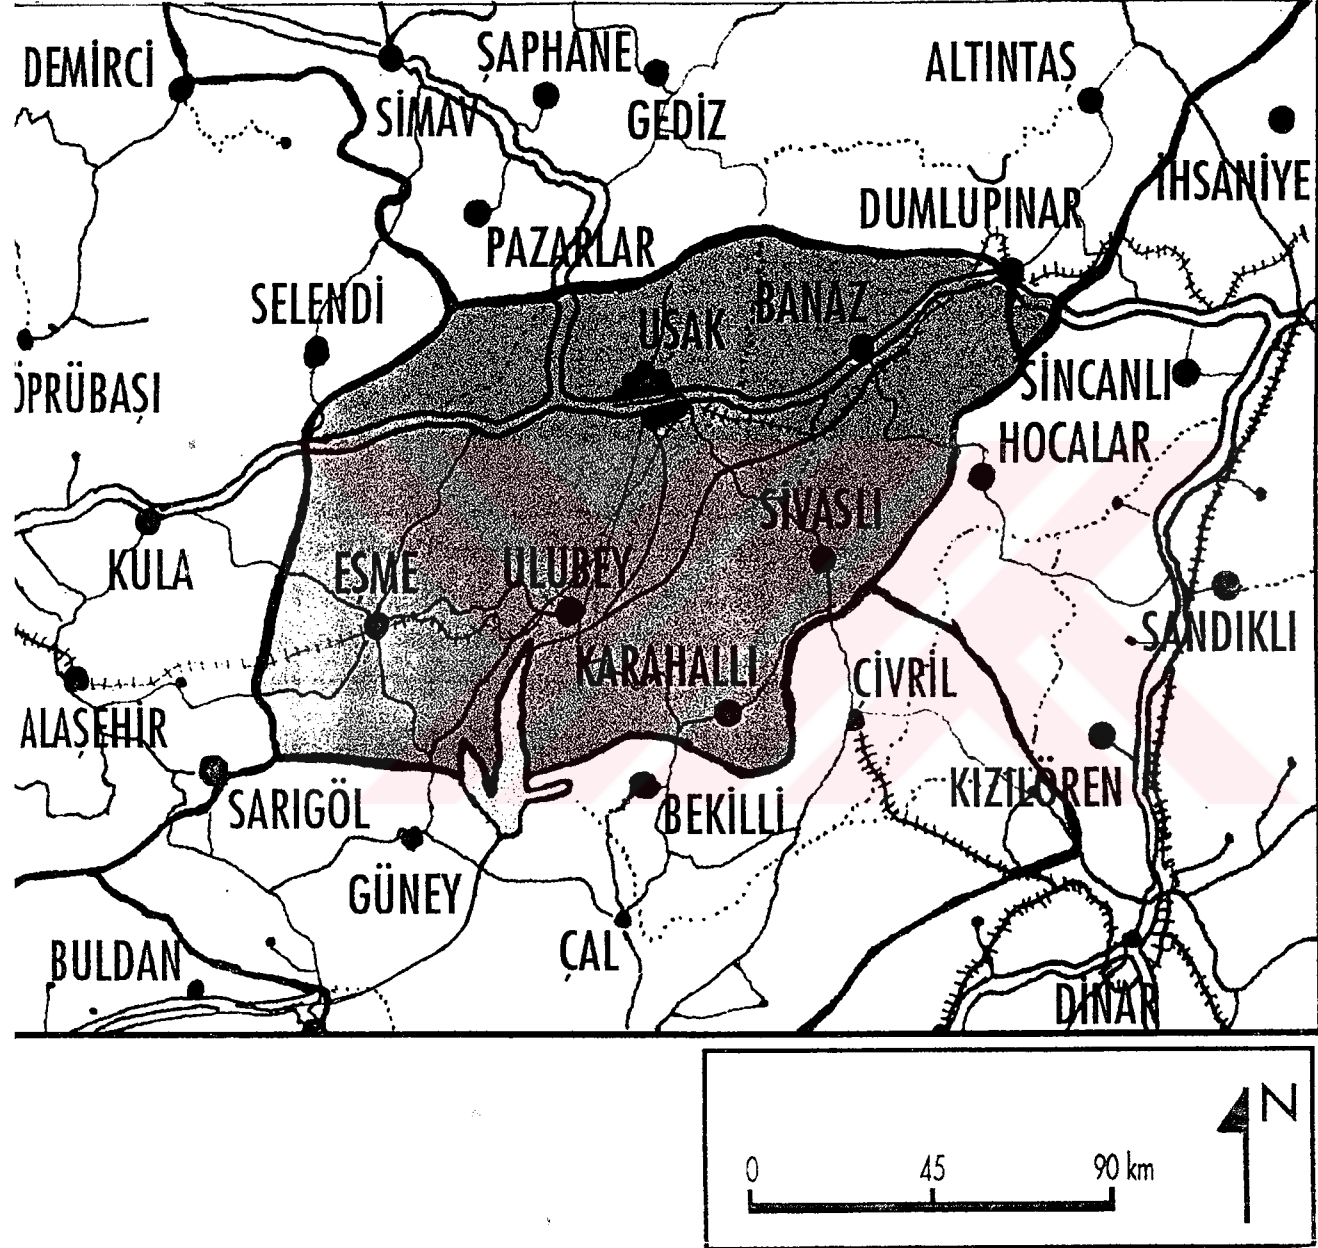 DEMİRCİ
ŞAPHANE
ALTINTAŞ
SİMAV
GEDİZ
İHSANİYE
DUMLUPINAR
PAZARLAR
SELENDİ
BANAZ
UŞAK
ÖPRÜBAŞI
SİNCANLI
HOCALAR
SİVASLI
KULA
EŞME
ULUBEY
SANDIKLI
KARAHALLI
CİVRİL
ALAŞEHİR
SARIGÖL
BEKİLLİ
KIZILÖREN
GÜNEY
BULDAN
ÇAL
DİNAR
N
0 45 90 km